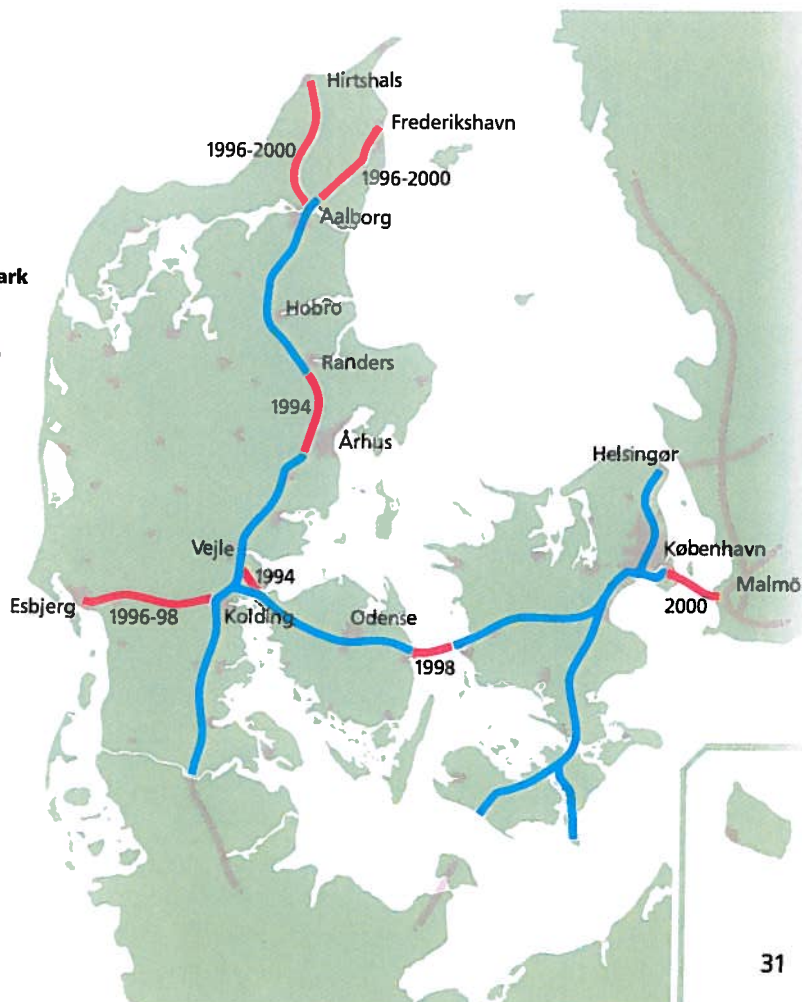 Hirtshals
Frederikshavn
1996-2000
1996-2000
Aalborg
ark
Hobro
Randers
1994
Århus
Helsingør
Vejle
København
1994
Malmö
Esbjerg
2000
1996-98
Kolding
Odense
1998
31